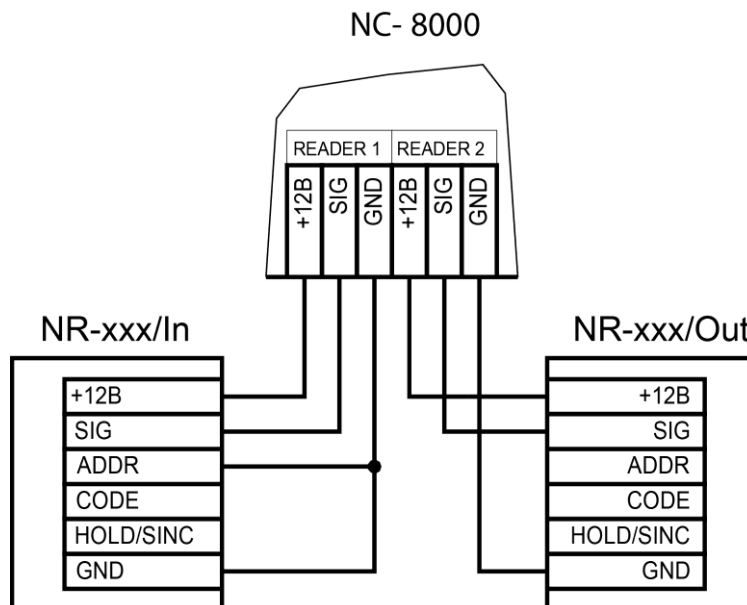 NC- 8000
READER 1 READER 2
+12B SIG GND +12B SIG GND
NR-xxx/In
+12B
SIG
ADDR
CODE
HOLD/SINC
GND
NR-xxx/Out
+12B
SIG
ADDR
CODE
HOLD/SINC
GND